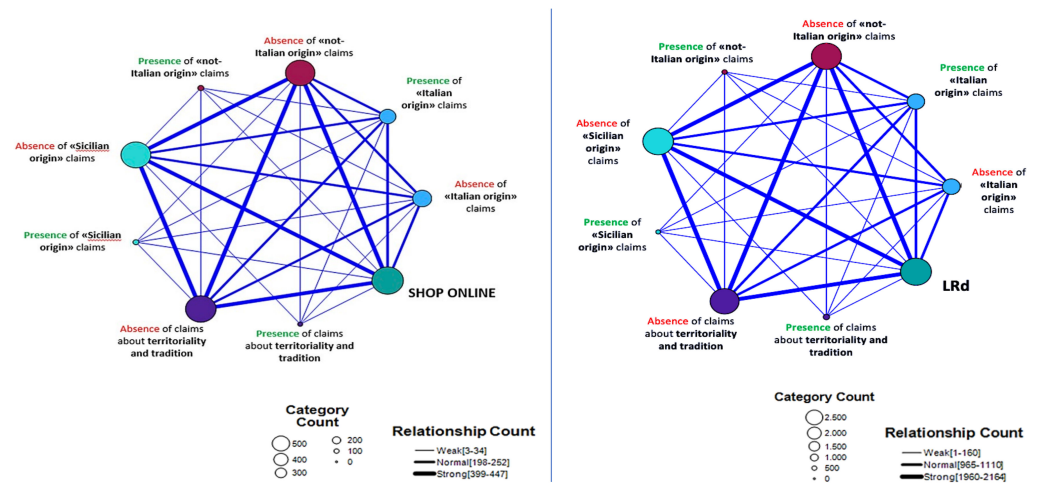 Absence of «not-
Italian origin» claims
Presence of «not-
Italian origin» claims
Presence of
«Italian
origin» claims
Absence of «Sicilian
origin» claims
Absence of
«Italian origin»
claims
Presence of «Sicilian
origin» claims
SHOP ONLINE
Absence of claims
about territoriality
and tradition
Presence of claims
about territoriality and
tradition
Category
Count
500
400
300
200
100
0
Relationship Count
Weak[3-34]
Normal[198-252]
Strong[399-447]
Absence of «not-
Italian origin» claims
Presence of «not-
Italian origin» claims
Presence of
«Italian
origin» claims
Absence of
«Sicilian
origin»
claims
Absence of
«Italian
origin»
claims
Presence of
«Sicilian
origin» claims
LRd
Absence of claims
about territoriality
and tradition
Presence of claims
about territoriality and
tradition
Category Count
2.500
2.000
1.500
1.000
500
0
Relationship Count
Weak[1-160]
Normal[965-1110]
Strong[1960-2164]